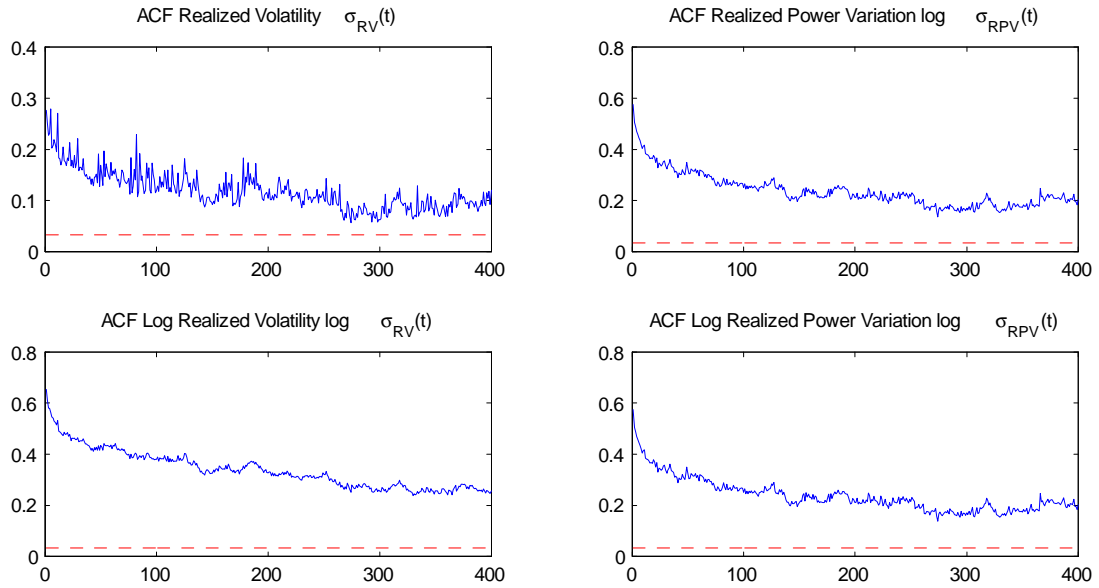 ACF Realized Volatility σRV(t)
0.4
0.3
0.2
0.1
0
0 100 200 300 400
ACF Realized Power Variation log σRPV(t)
0.8
0.6
0.4
0.2
0
0 100 200 300 400
ACF Log Realized Volatility log σRV(t)
0.8
0.6
0.4
0.2
0
0 100 200 300 400
ACF Log Realized Power Variation log σRPV(t)
0.8
0.6
0.4
0.2
0
0 100 200 300 400